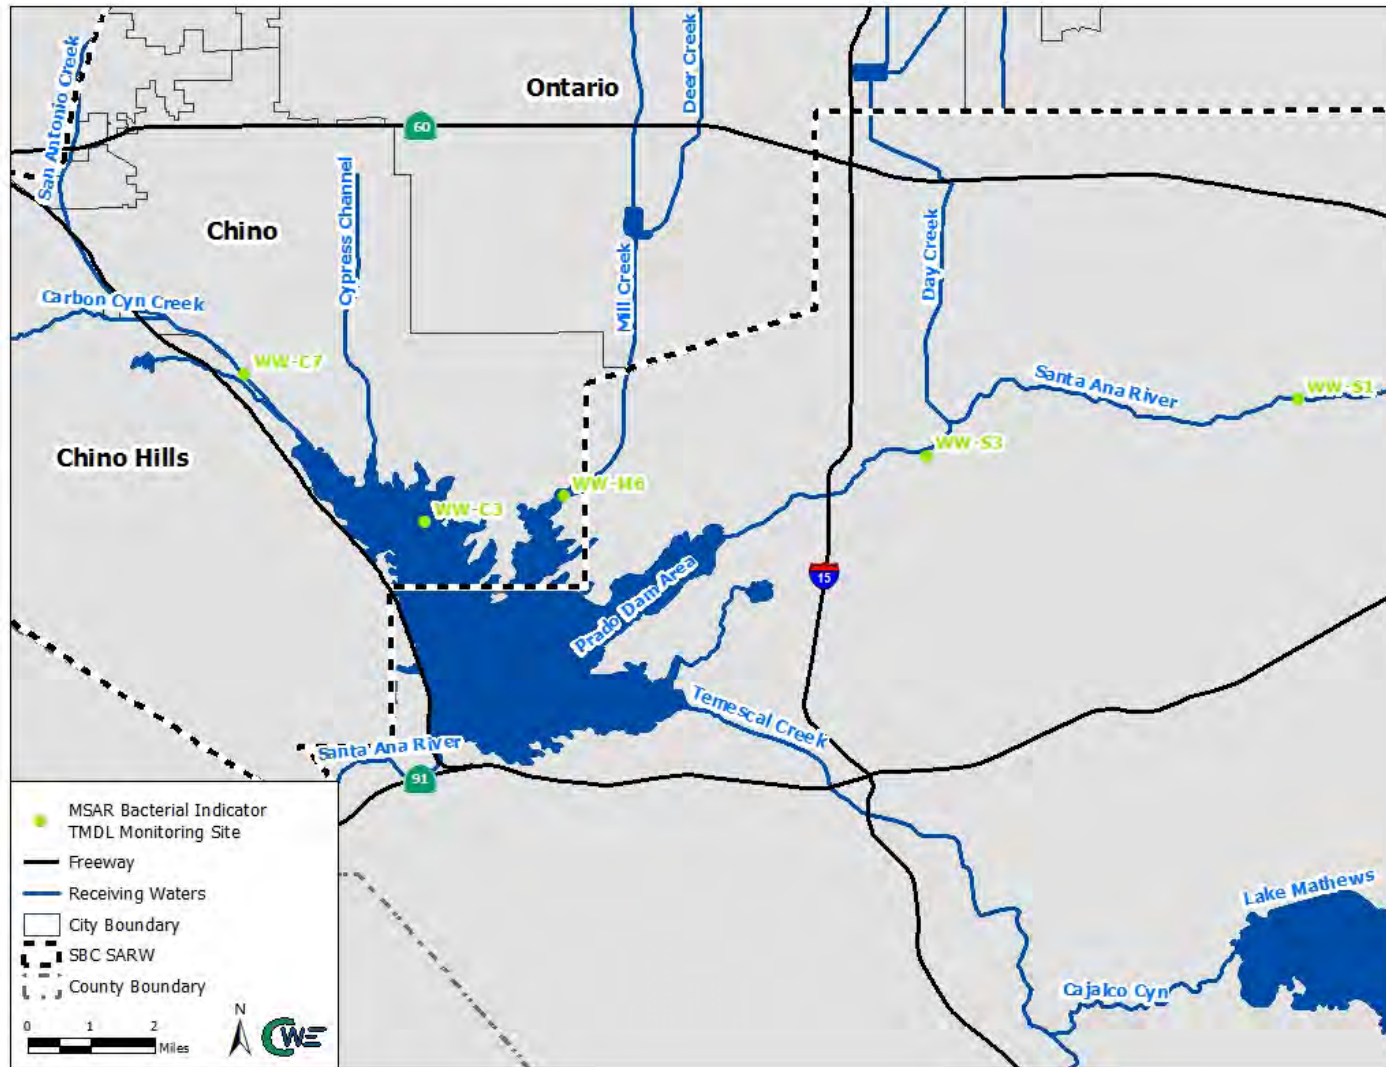 San Antonio Creek
Ontario
Deer Creek
60
Chino
Cypress Channel
Mill Creek
Day Creek
Carbon Cyn Creek
WW-C7
Santa Ana River
WW-S1
Chino Hills
WW-S3
WW-M6
WW-C3
15
Prado Dam Area
Temescal Creek
Santa Ana River
91
MSAR Bacterial Indicator
TMDL Monitoring Site
Freeway
Receiving Waters
City Boundary
SBC SARW
County Boundary
0 1 2
Miles
N
CWE
Lake Mathews
Cajalco Cyn